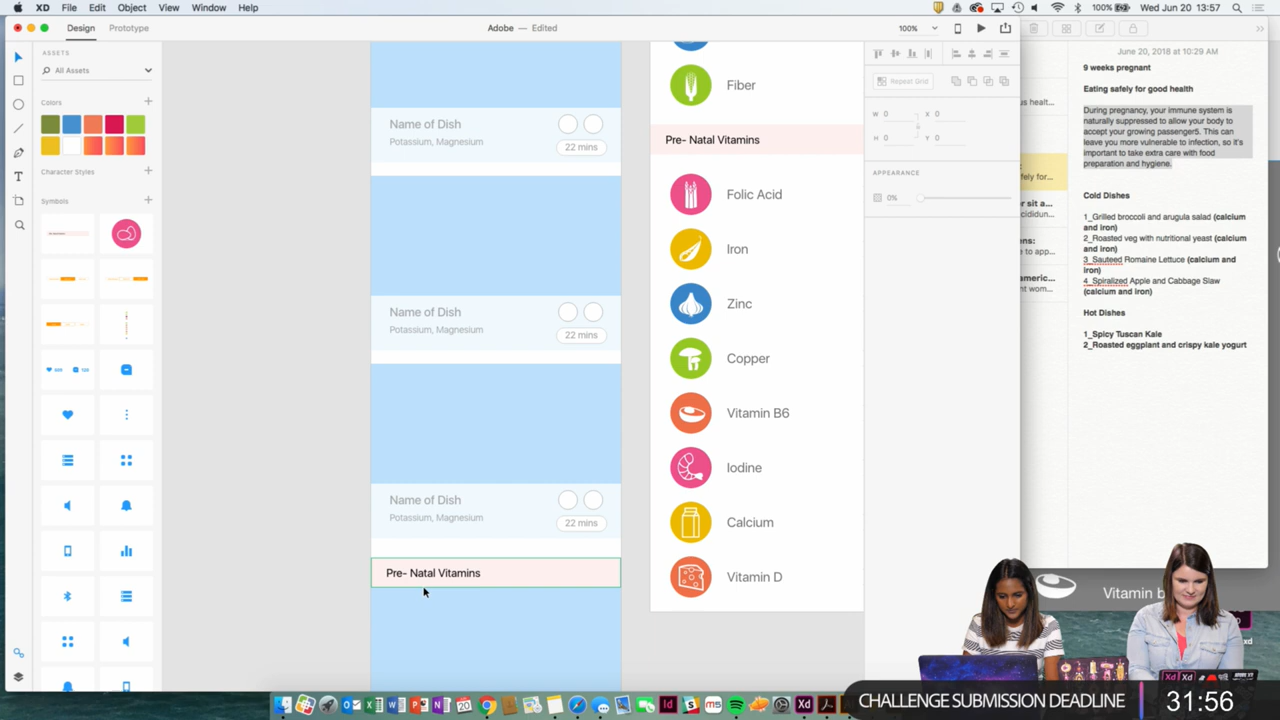 XD File Edit Object View Window Help
100% Wed Jun 20 13:57
Design Prototype
Adobe — Edited
100%
ASSETS
All Assets
Colors
Character Styles
Symbols
Name of Dish
Potassium, Magnesium
22 mins
Name of Dish
Potassium, Magnesium
22 mins
Name of Dish
Potassium, Magnesium
22 mins
Pre- Natal Vitamins
Fiber
Pre- Natal Vitamins
Folic Acid
Iron
Zinc
Copper
Vitamin B6
Iodine
Calcium
Vitamin D
Repeat Grid
W 0 X 0
H 0 Y 0
APPEARANCE
0%
June 20, 2018 at 10:29 AM
9 weeks pregnant
Eating safely for good health
During pregnancy, your immune system is
naturally suppressed to allow your body to
accept your growing passenger5. This can
leave you more vulnerable to infection, so it's
important to take extra care with food
preparation and hygiene.
Cold Dishes
1_Grilled broccoli and arugula salad (calcium
and iron)
2_Roasted veg with nutritional yeast (calcium
and iron)
3_Sauteed Romaine Lettuce (calcium and
iron)
4_Spiralized Apple and Cabbage Slaw
(calcium and Iron)
Hot Dishes
1_Spicy Tuscan Kale
2_Roasted eggplant and crispy kale yogurt
Vitamin b
CHALLENGE SUBMISSION DEADLINE 31:56